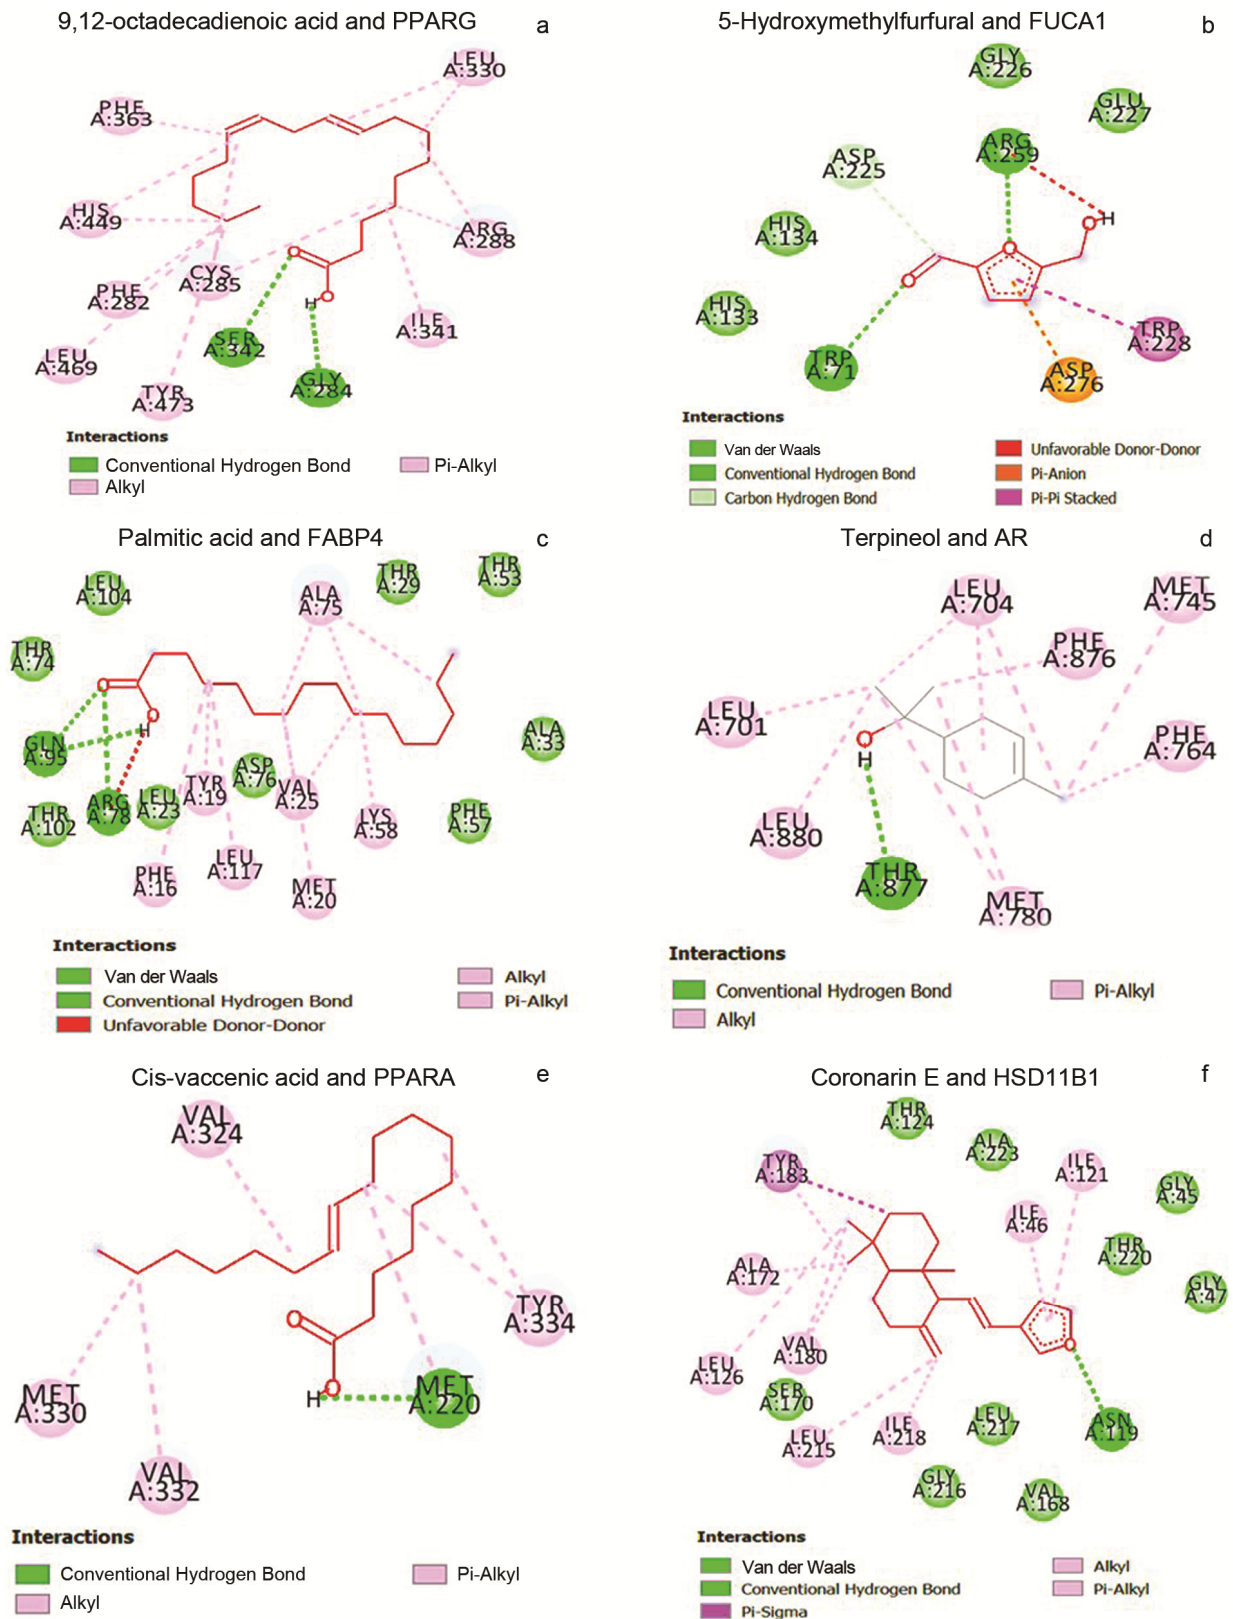 9,12-octadecadienoic acid and PPARG
a
LEU
A:330
PHE
A:363
HIS
A:449
ARG
A:288
CYS
A:285
PHE
A:282
ILE
A:341
SER
A:342
LEU
A:469
GLY
A:284
TYR
A:473
O
H
O
Interactions
Conventional Hydrogen Bond
Pi-Alkyl
Alkyl
5-Hydroxymethylfurfural and FUCA1
b
GLY
A:226
GLU
A:227
ARG
A:259
ASP
A:225
HIS
A:134
O
H
O
O
HIS
A:133
TRP
A:228
TRP
A:71
ASP
A:276
Interactions
Van der Waals
Unfavorable Donor-Donor
Conventional Hydrogen Bond
Pi-Anion
Carbon Hydrogen Bond
Pi-Pi Stacked
Palmitic acid and FABP4
c
LEU
A:104
ALA
A:75
THR
A:29
THR
A:53
THR
A:74
O
O
H
GLN
A:95
ALA
A:33
ASP
A:76
TYR
A:19
VAL
A:25
THR
A:102
ARG
A:78
LEU
A:23
LYS
A:58
PHE
A:57
PHE
A:16
LEU
A:117
MET
A:20
Interactions
Van der Waals
Alkyl
Conventional Hydrogen Bond
Pi-Alkyl
Unfavorable Donor-Donor
Terpineol and AR
d
LEU
A:704
MET
A:745
PHE
A:876
LEU
A:701
PHE
A:764
O
H
LEU
A:880
THR
A:877
MET
A:780
Interactions
Conventional Hydrogen Bond
Pi-Alkyl
Alkyl
Cis-vaccenic acid and PPARA
e
VAL
A:324
TYR
A:334
O
H
O
MET
A:330
MET
A:220
VAL
A:332
Interactions
Conventional Hydrogen Bond
Pi-Alkyl
Alkyl
Coronarin E and HSD11B1
f
THR
A:124
ALA
A:223
TYR
A:183
ILE
A:121
GLY
A:45
ILE
A:46
THR
A:220
ALA
A:172
GLY
A:47
O
LEU
A:126
VAL
A:180
SER
A:170
LEU
A:215
ILE
A:218
LEU
A:217
ASN
A:119
GLY
A:216
VAL
A:168
Interactions
Van der Waals
Alkyl
Conventional Hydrogen Bond
Pi-Alkyl
Pi-Sigma